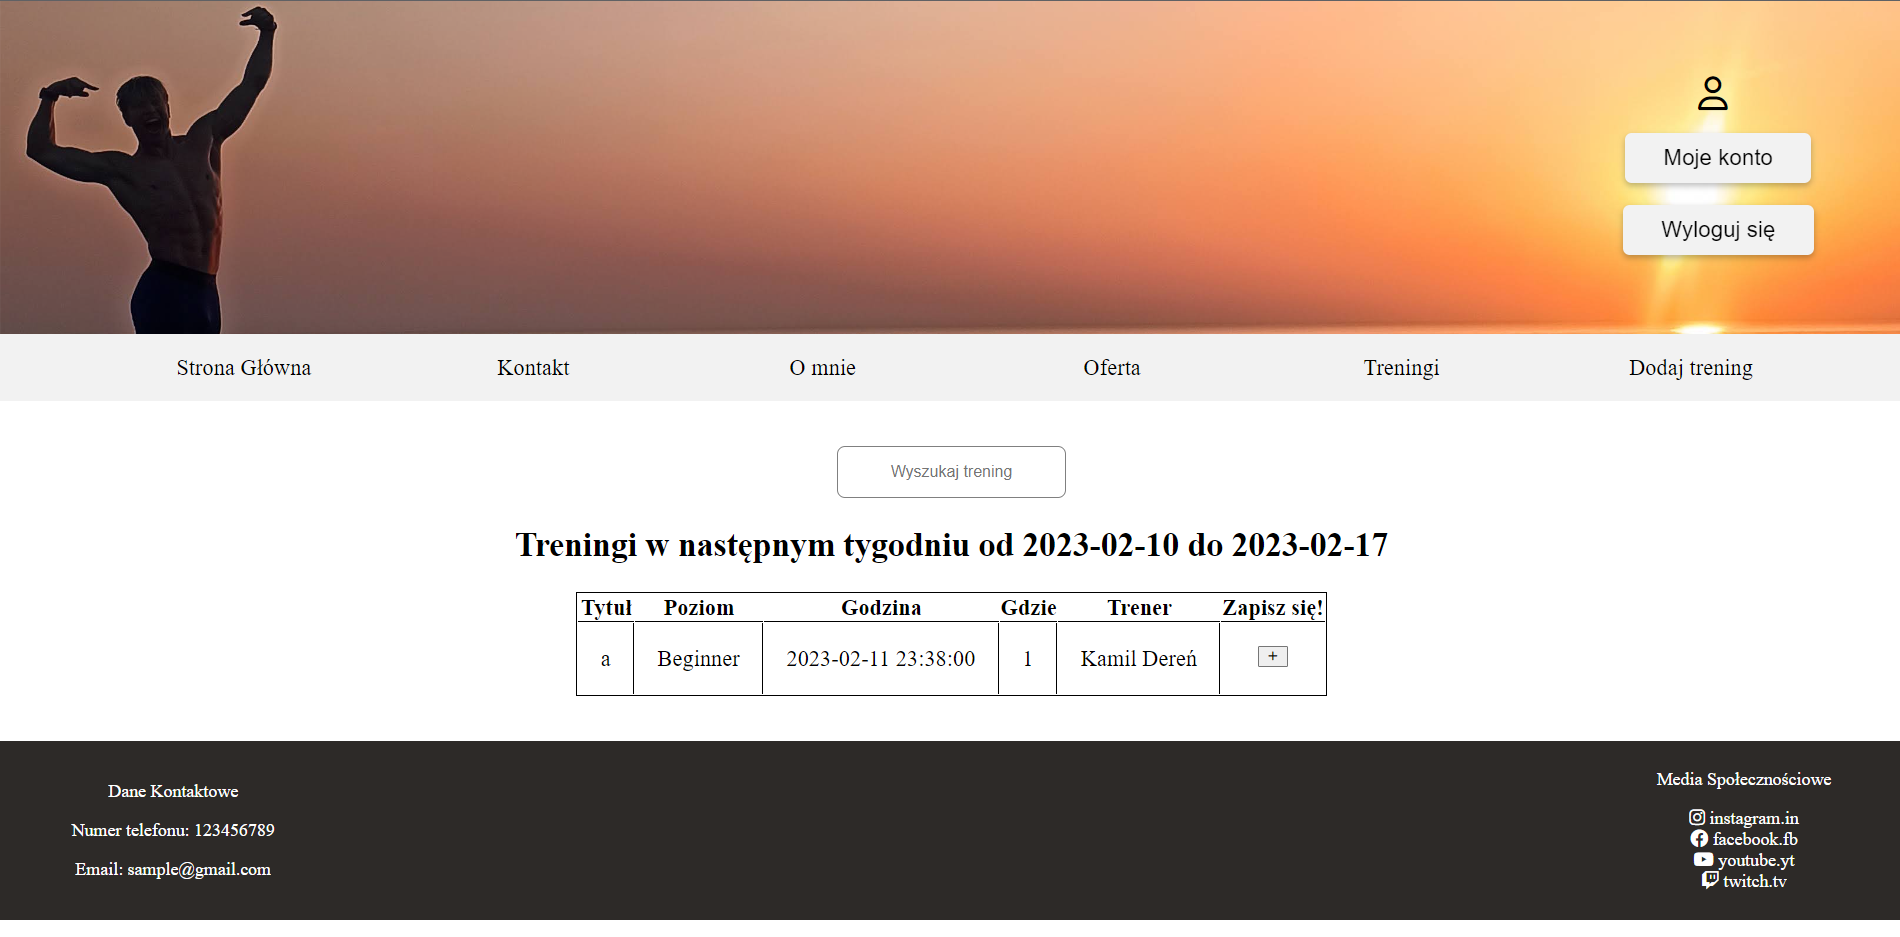 Moje konto
Wyloguj się
Strona Główna Kontakt O mnie Oferta Treningi Dodaj trening
Wyszukaj trening
Treningi w następnym tygodniu od 2023-02-10 do 2023-02-17
Tytuł Poziom Godzina Gdzie Trener Zapisz się!
a Beginner 2023-02-11 23:38:00 1 Kamil Dereń +
Dane Kontaktowe
Numer telefonu: 123456789
Email: sample@gmail.com
Media Społecznościowe
instagram.in
facebook.fb
youtube.yt
twitch.tv